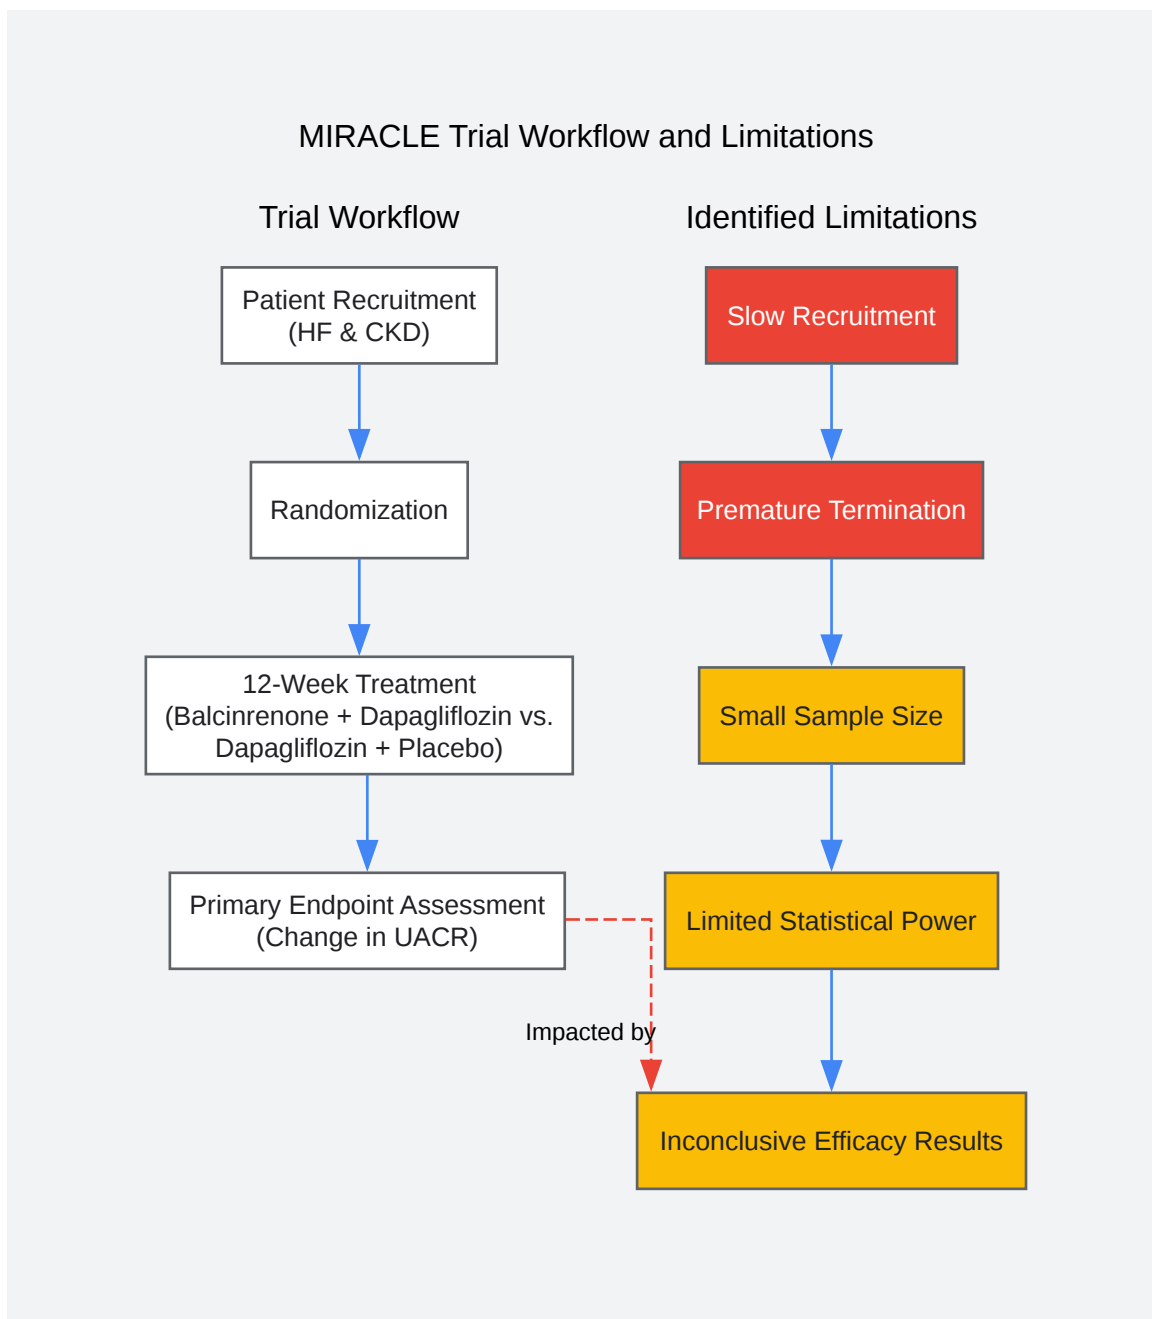 MIRACLE Trial Workflow and Limitations
Trial Workflow
Patient Recruitment
(HF & CKD)
Randomization
12-Week Treatment
(Balcinrenone + Dapagliflozin vs.
Dapagliflozin + Placebo)
Primary Endpoint Assessment
(Change in UACR)
Impacted by
Identified Limitations
Slow Recruitment
Premature Termination
Small Sample Size
Limited Statistical Power
Inconclusive Efficacy Results